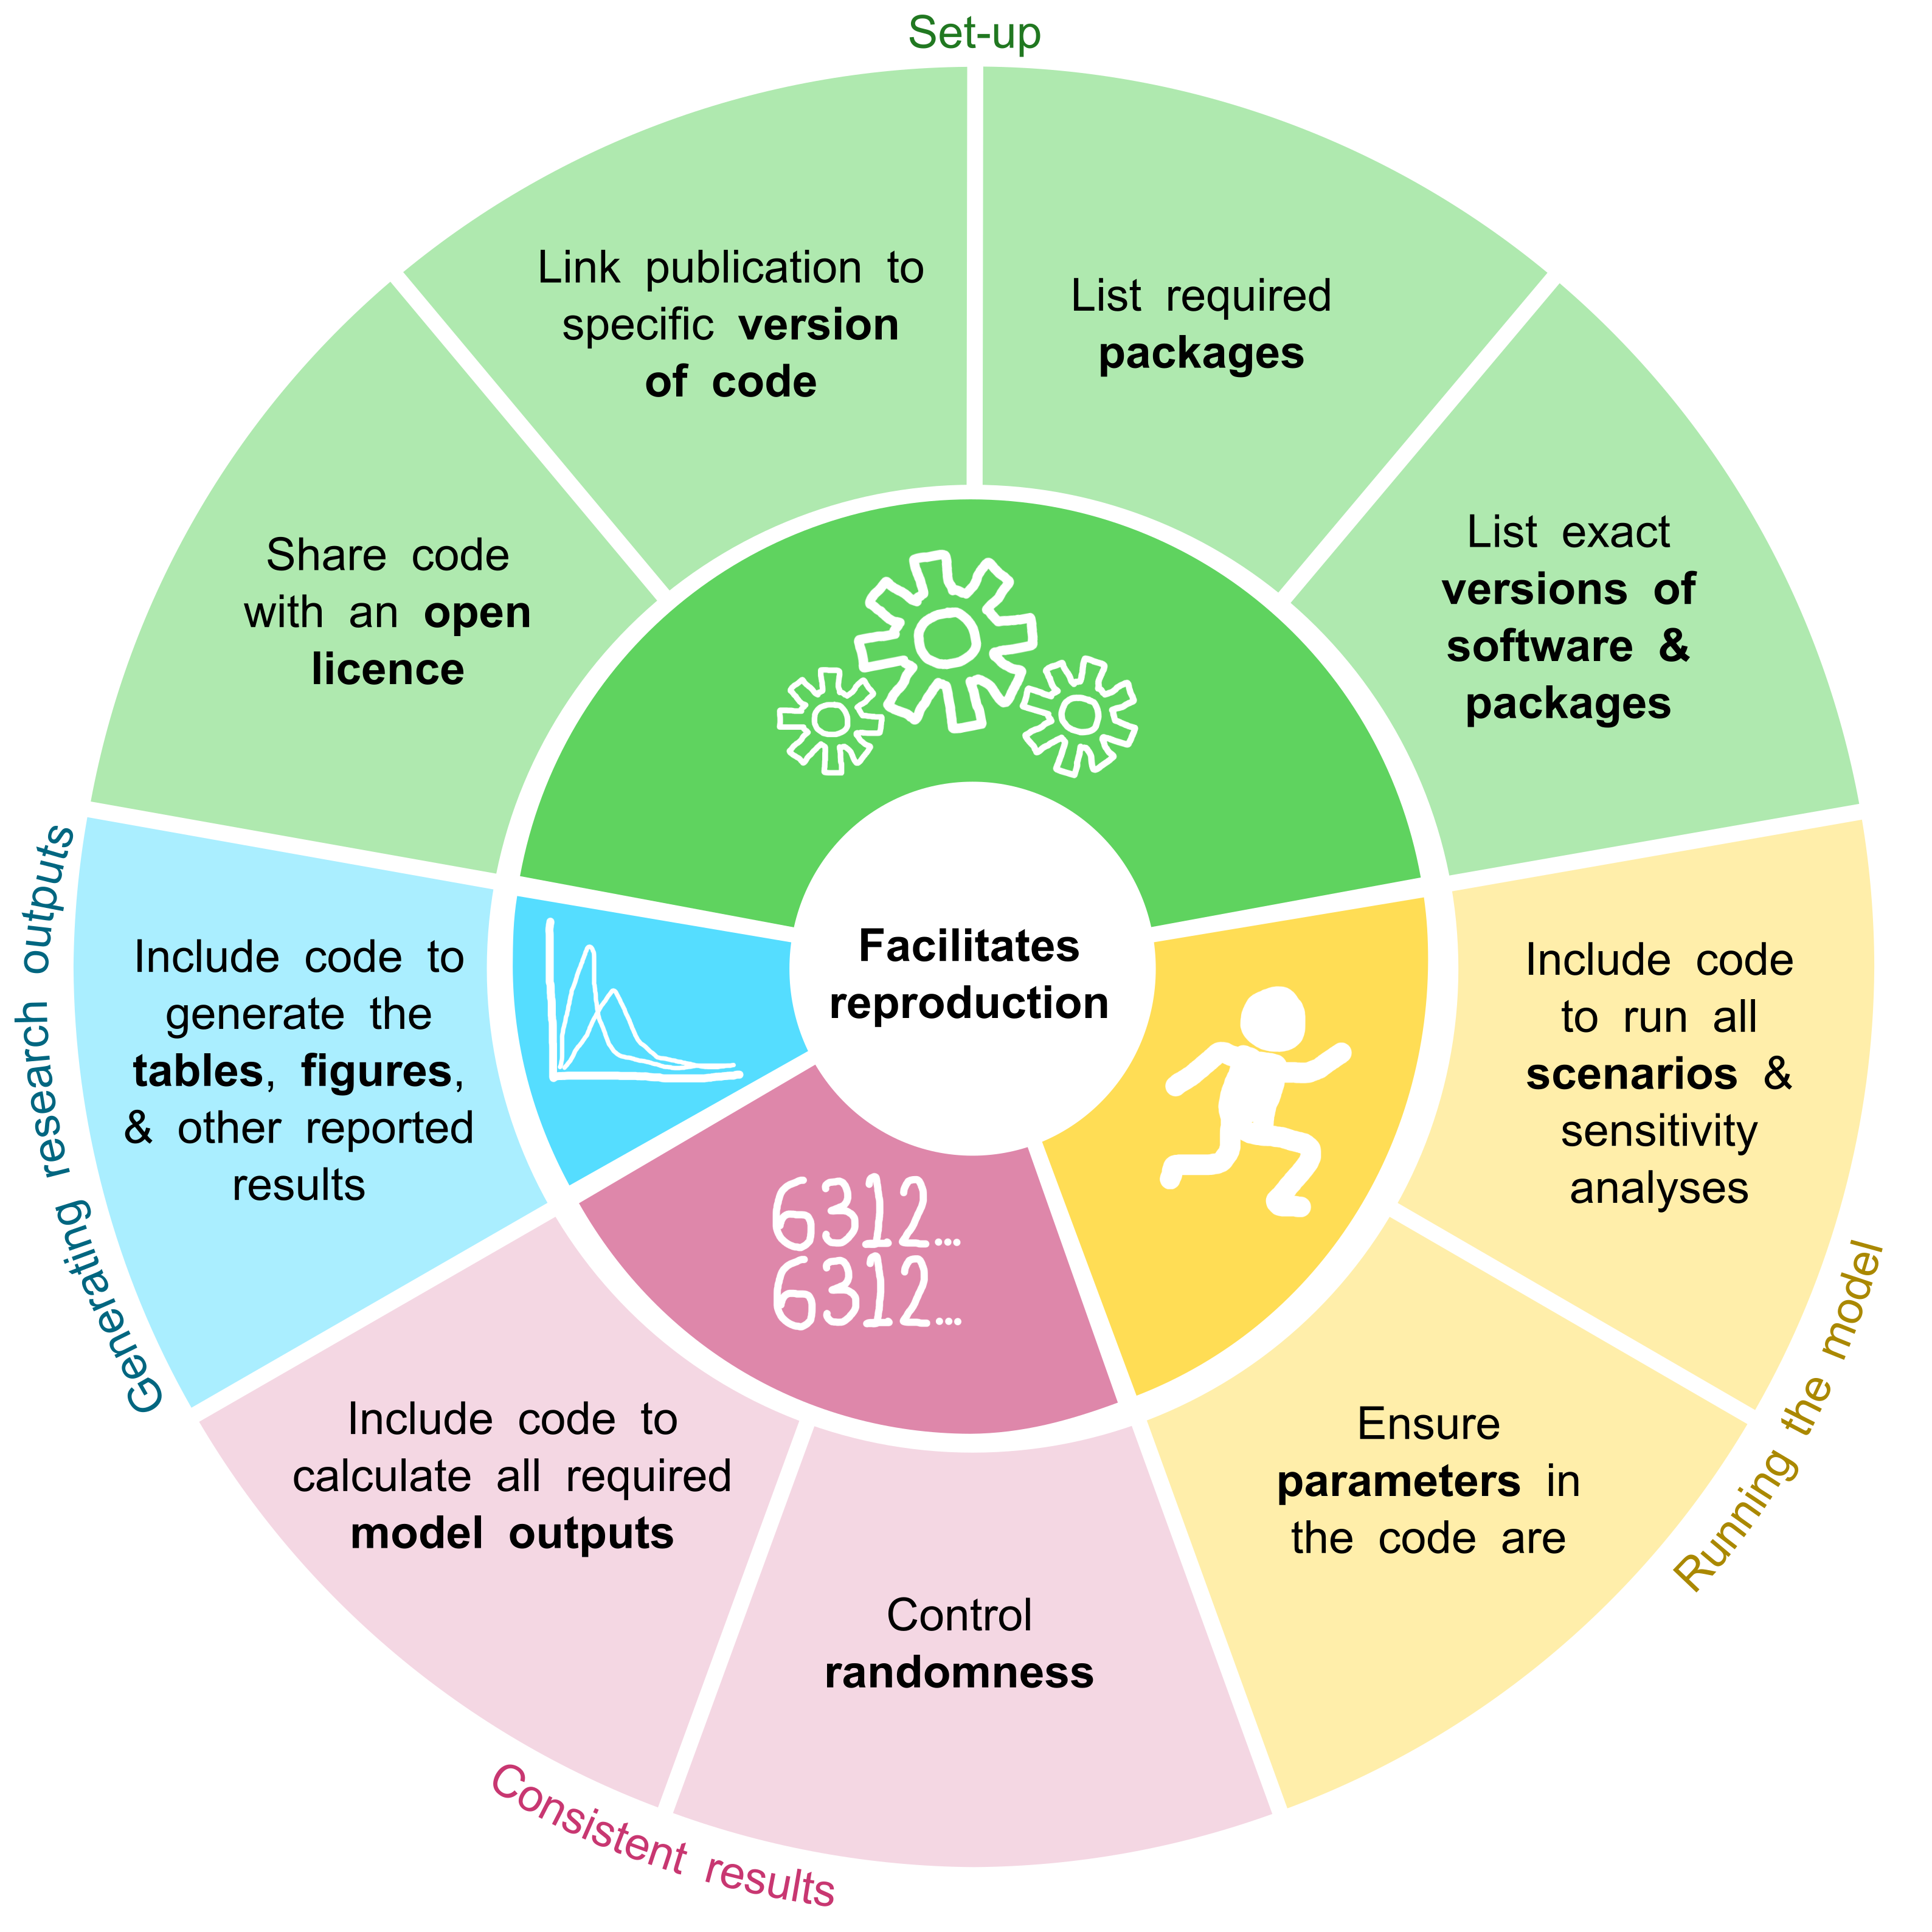 Set-up
Link publication to
specific version
of code
List required
packages
List exact
versions of
software &
packages
Share code
with an open
licence
Facilitates
reproduction
Include code
to run all
scenarios &
sensitivity
analyses
Ensure
parameters in
the code are
Running the model
Control
randomness
Include code to
calculate all required
model outputs
Consistent results
6312...
6312...
Include code to
generate the
tables, figures,
& other reported
results
Generating research outputs